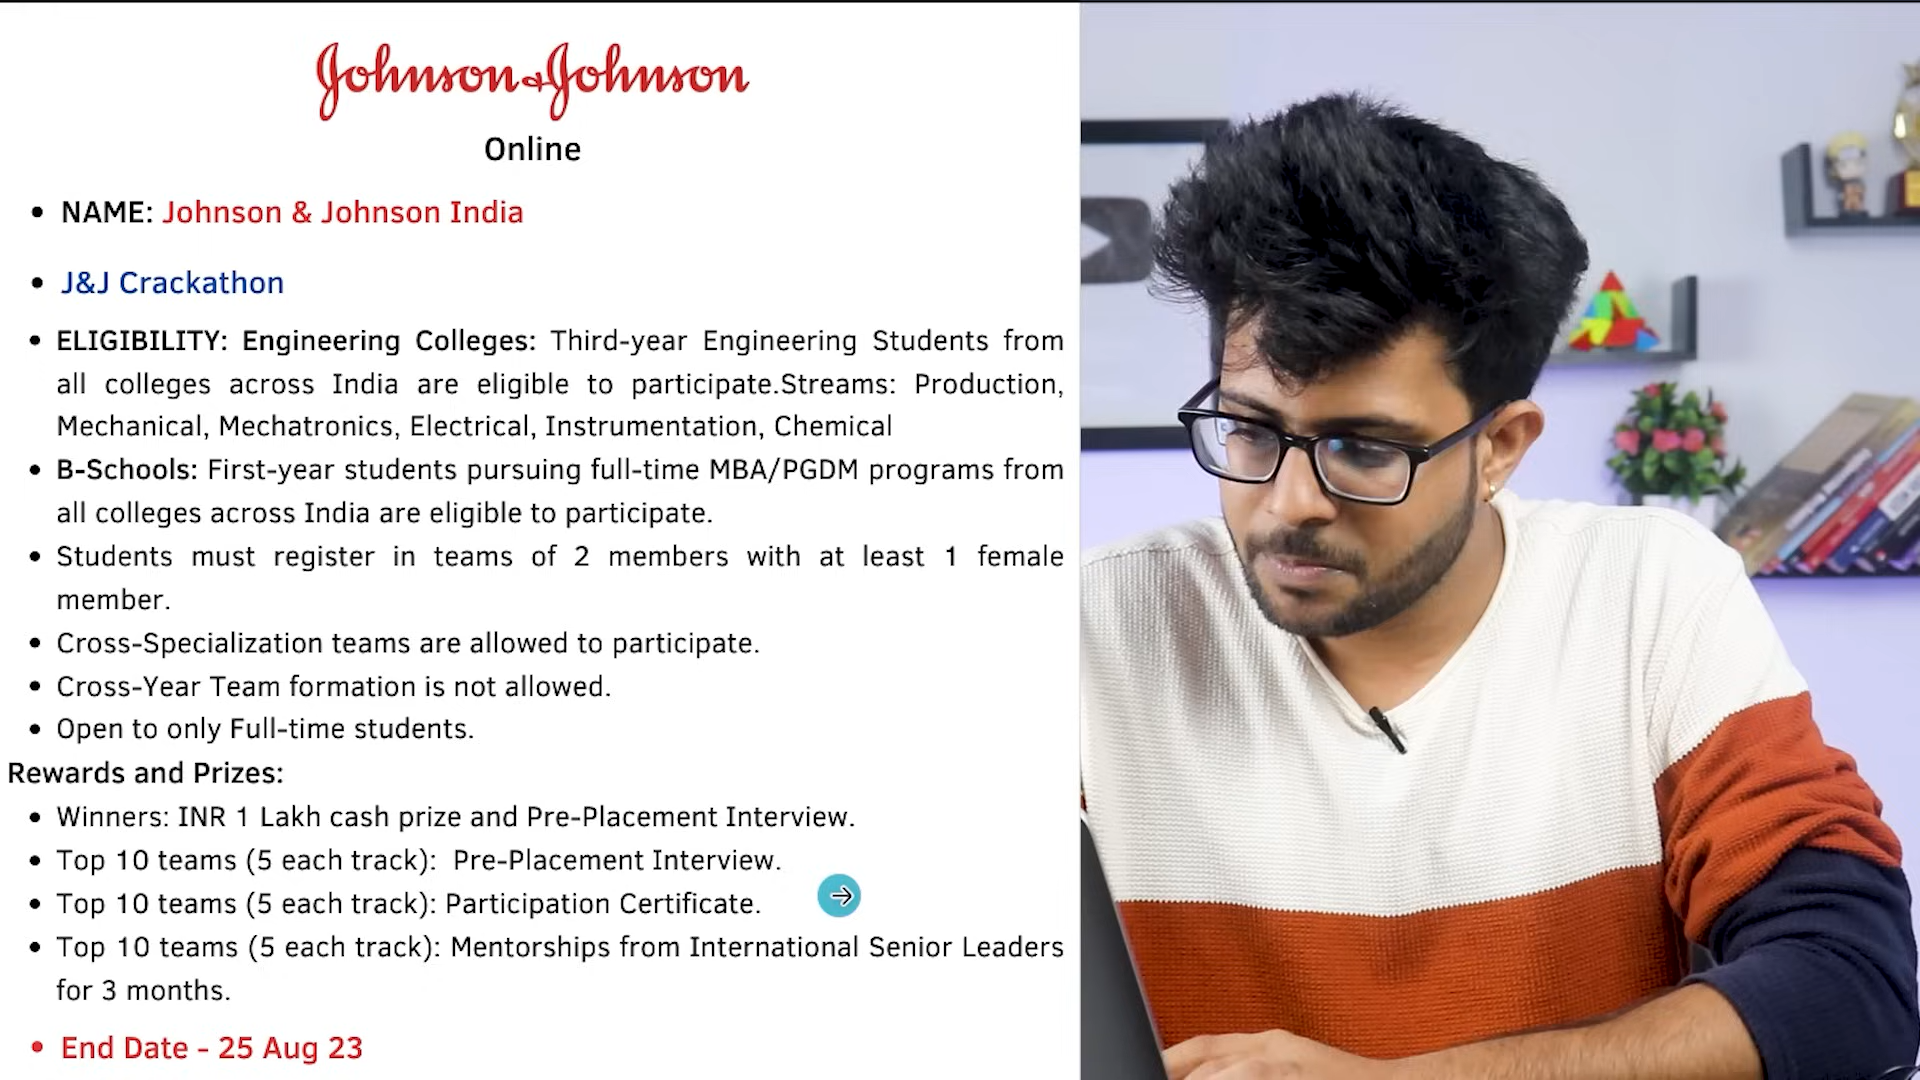 Johnson & Johnson
Online
• NAME: Johnson & Johnson India
• J&J Crackathon
• ELIGIBILITY: Engineering Colleges: Third-year Engineering Students from
all colleges across India are eligible to participate.Streams: Production,
Mechanical, Mechatronics, Electrical, Instrumentation, Chemical
• B-Schools: First-year students pursuing full-time MBA/PGDM programs from
all colleges across India are eligible to participate.
• Students must register in teams of 2 members with at least 1 female
member.
• Cross-Specialization teams are allowed to participate.
• Cross-Year Team formation is not allowed.
• Open to only Full-time students.
Rewards and Prizes:
• Winners: INR 1 Lakh cash prize and Pre-Placement Interview.
• Top 10 teams (5 each track): Pre-Placement Interview.
• Top 10 teams (5 each track): Participation Certificate.
• Top 10 teams (5 each track): Mentorships from International Senior Leaders
for 3 months.
• End Date - 25 Aug 23